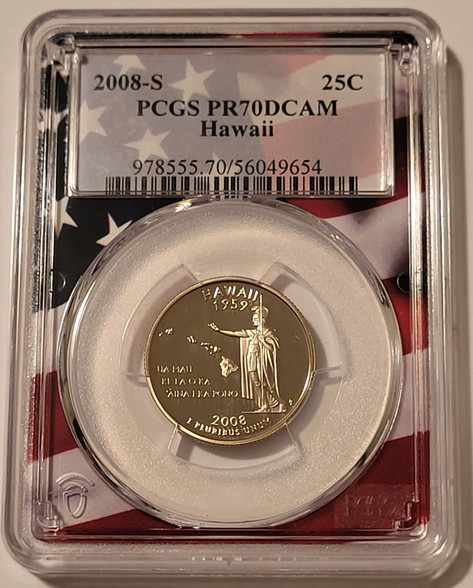 2008-S 25C
PCGS PR70DCAM
Hawaii
978555.70/56049654
HAWAII
1959
UA MAU
KE EA O KA
ʻĀINA I KA PONO
2008
E PLURIBUS UNUM